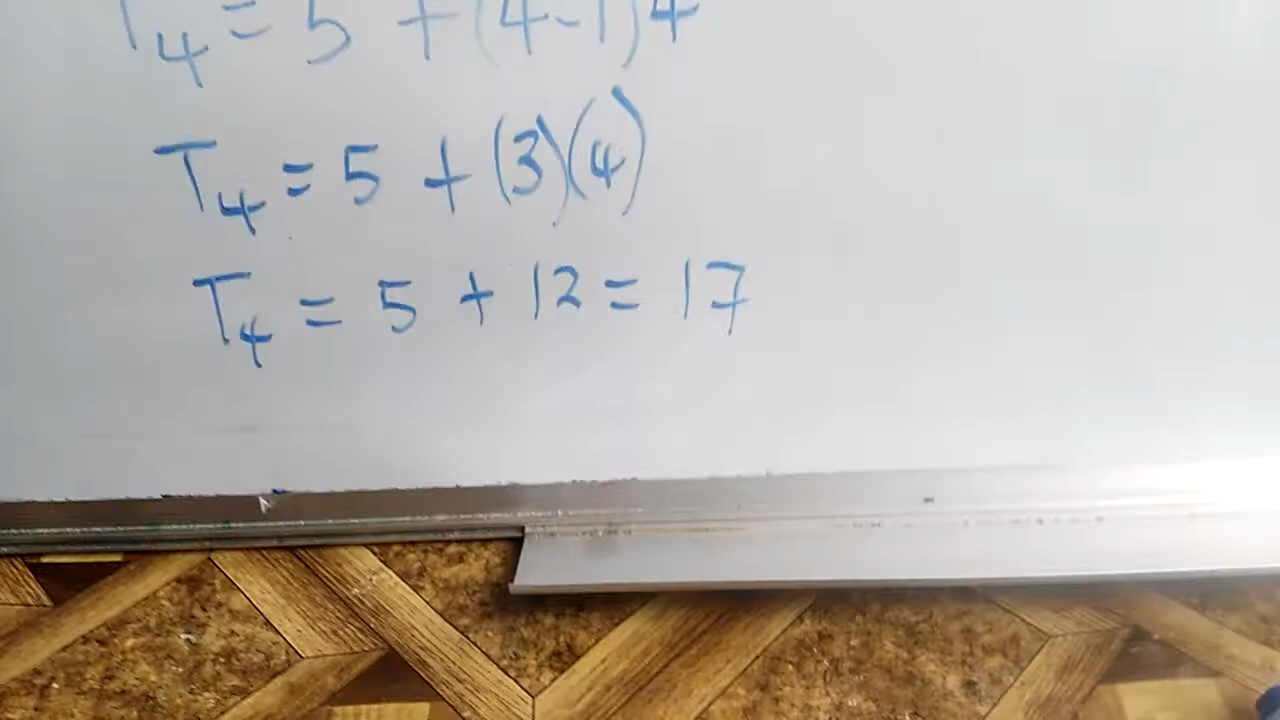 T4 = 5 + (4-1)4
T4 = 5 + (3)(4)
T4 = 5 + 12 = 17